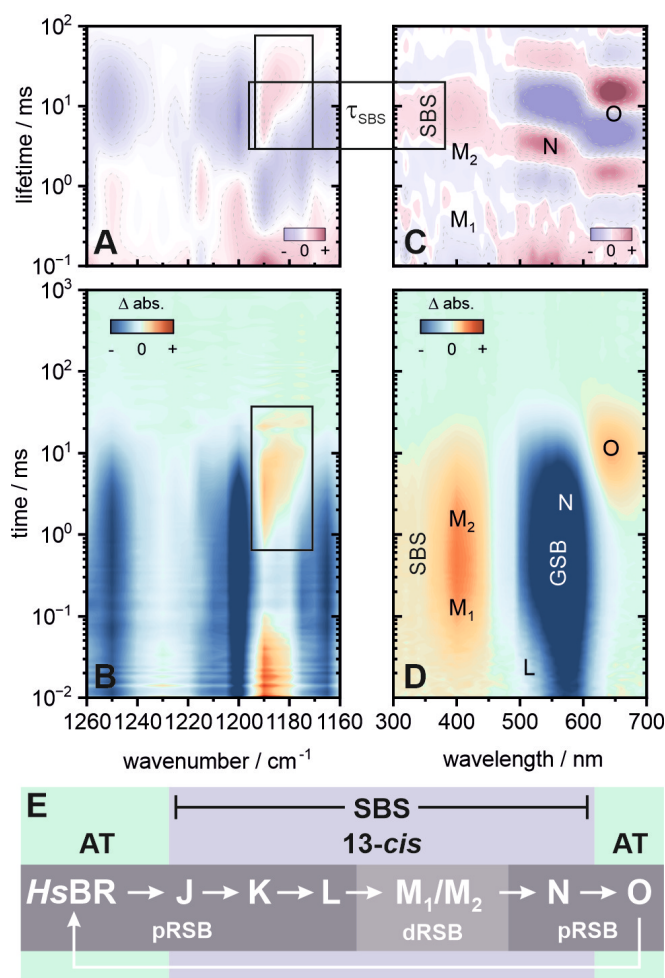 10²
10¹
10⁰
10⁻¹
lifetime / ms
A
- 0 +
τSBS
SBS
M₂
M₁
N
O
C
- 0 +
10³
10²
10¹
10⁰
10⁻¹
10⁻²
time / ms
Δ abs.
- 0 +
B
1260 1240 1220 1200 1180 1160
wavenumber / cm⁻¹
Δ abs.
- 0 +
SBS
M₂
M₁
L
GSB
N
O
D
300 400 500 600 700
wavelength / nm
E
SBS
AT 13-cis AT
HsBR J K L M₁/M₂ N O
pRSB dRSB pRSB